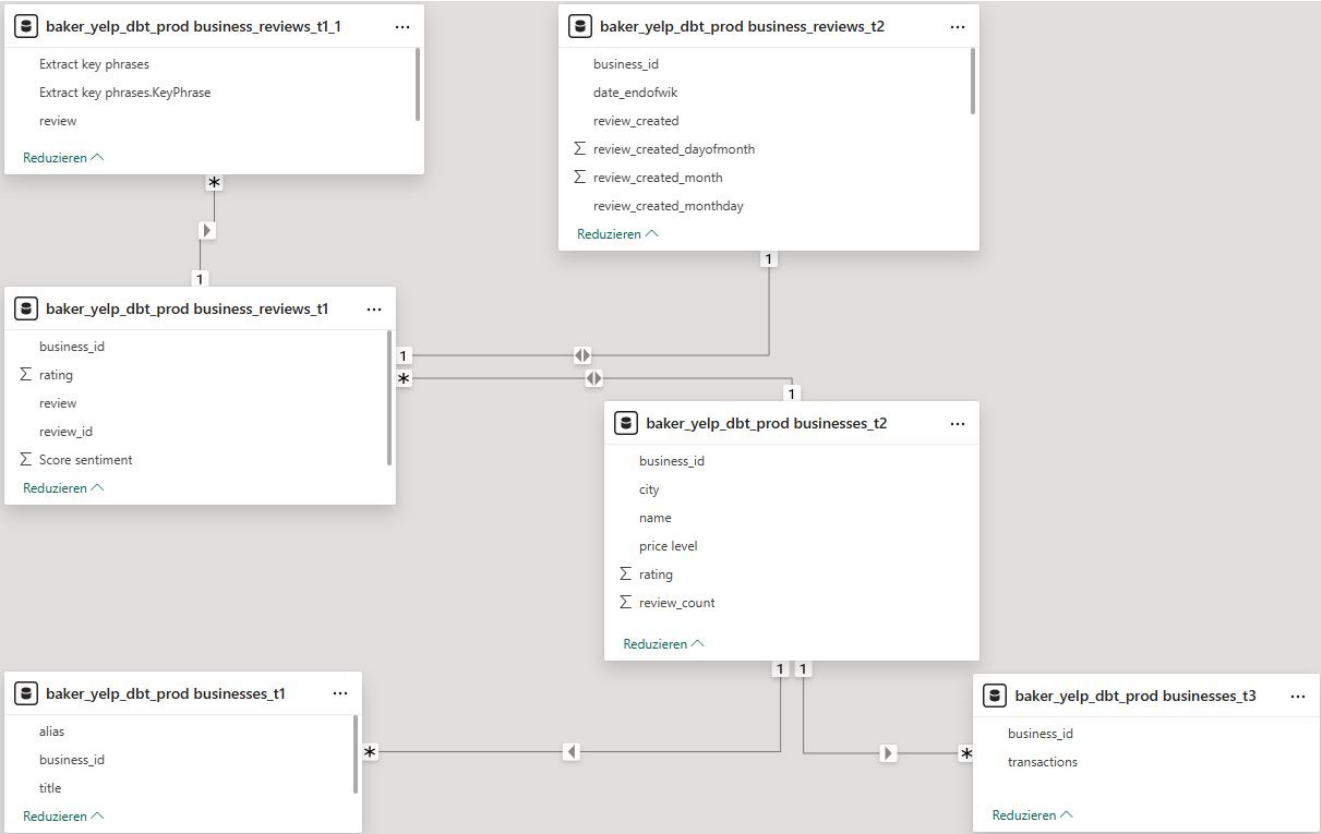 baker_yelp_dbt_prod business_reviews_t1_1
Extract key phrases
Extract key phrases.KeyPhrase
review
Reduzieren
baker_yelp_dbt_prod business_reviews_t2
business_id
date_endofwik
review_created
∑ review_created_dayofmonth
∑ review_created_month
review_created_monthday
Reduzieren
*
1
1
baker_yelp_dbt_prod business_reviews_t1
business_id
∑ rating
review
review_id
∑ Score sentiment
Reduzieren
1
*
1
baker_yelp_dbt_prod businesses_t2
business_id
city
name
price level
∑ rating
∑ review_count
Reduzieren
1 1
baker_yelp_dbt_prod businesses_t1
alias
business_id
title
Reduzieren
*
*
baker_yelp_dbt_prod businesses_t3
business_id
transactions
Reduzieren